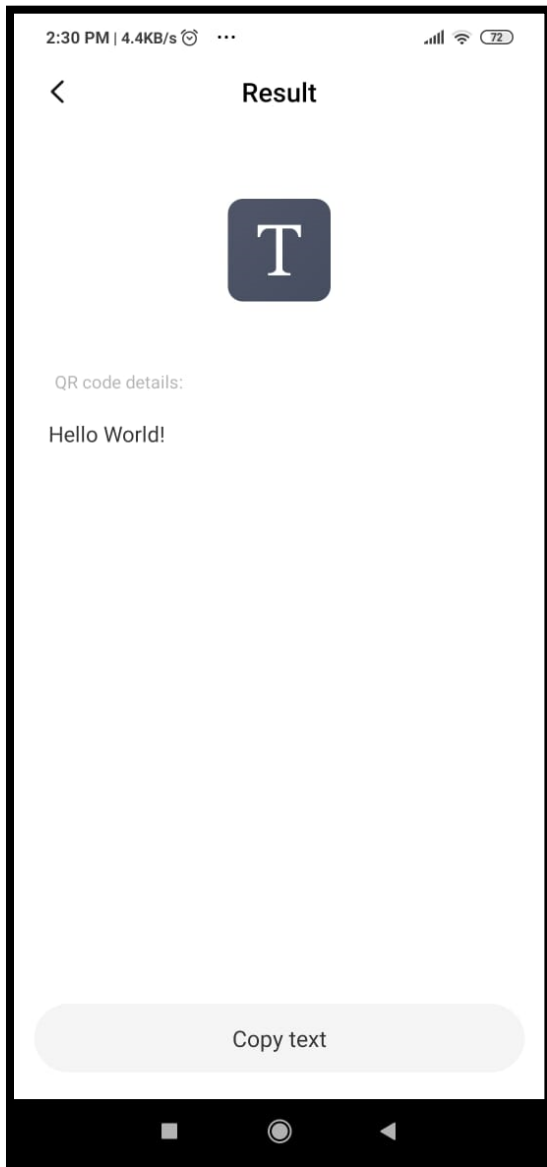 2:30 PM | 4.4KB/s ... 72
Result
T
QR code details:
Hello World!
Copy text